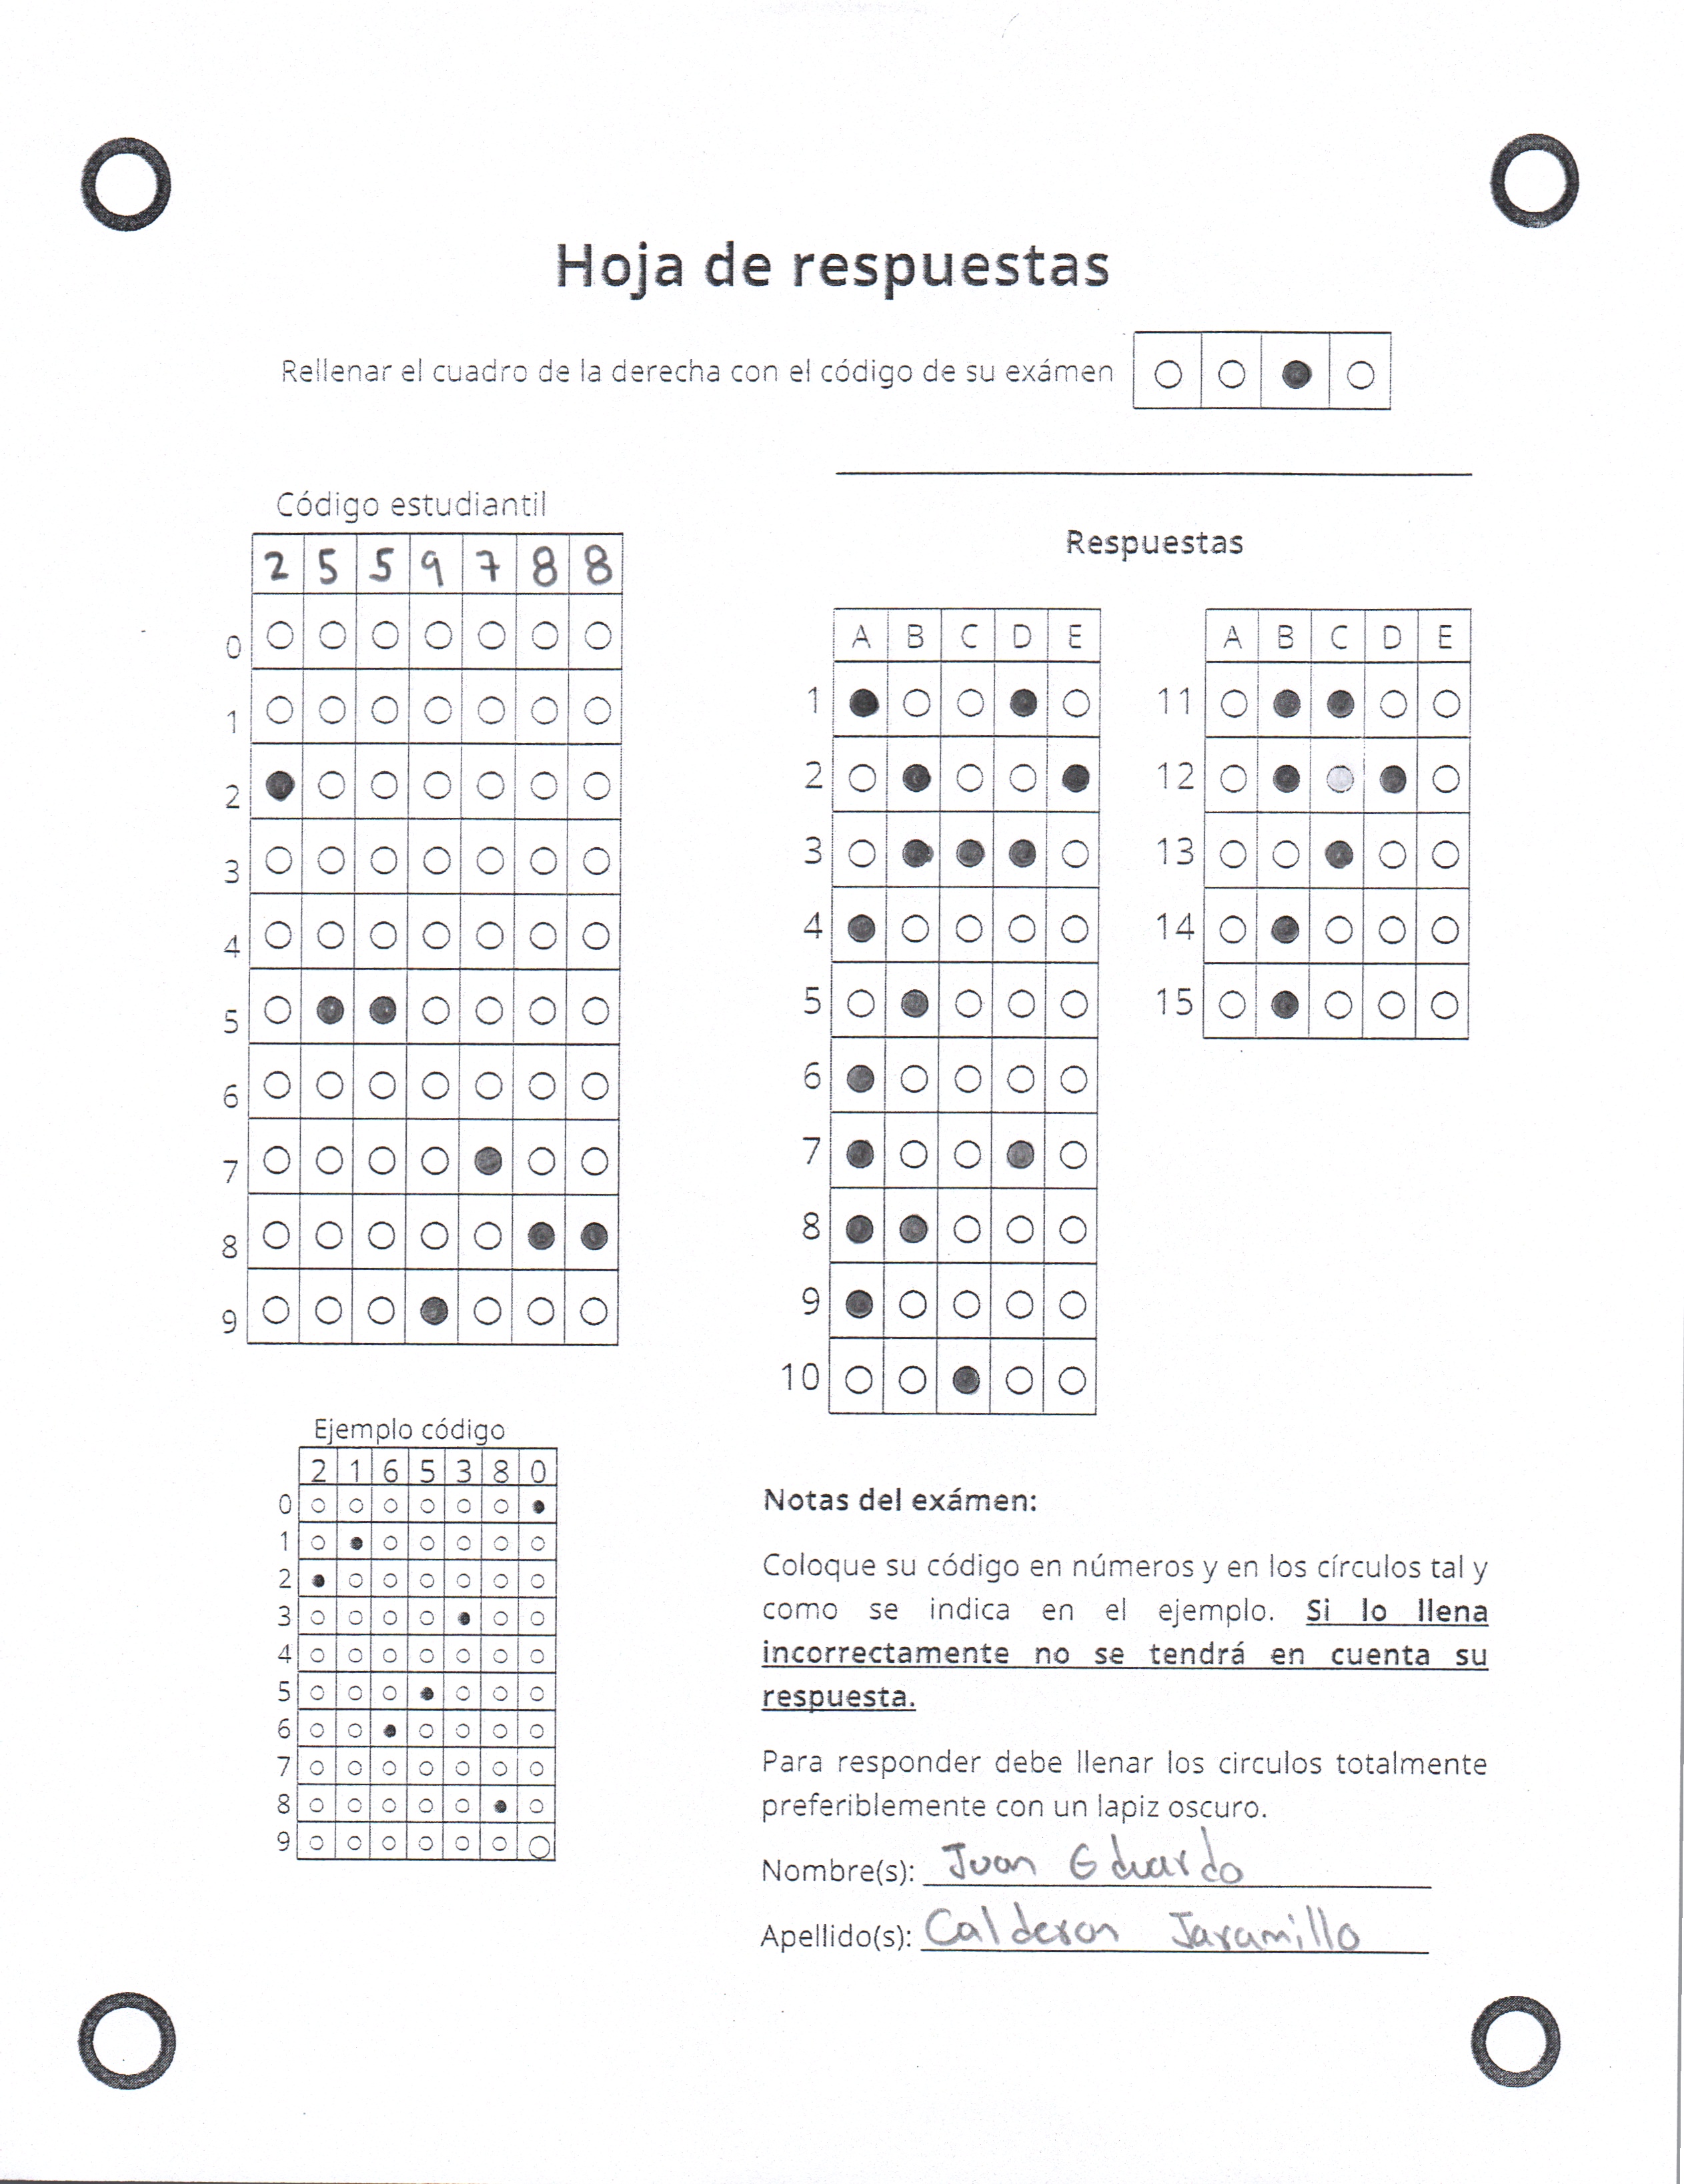 Hoja de respuestas
Rellenar el cuadro de la derecha con el código de su exámen
Código estudiantil
2 5 5 9 7 8 8
0
1
2
3
4
5
6
7
8
9
Respuestas
A B C D E
1
2
3
4
5
6
7
8
9
10
A B C D E
11
12
13
14
15
Ejemplo código
2 1 6 5 3 8 0
0
1
2
3
4
5
6
7
8
9
Notas del exámen:
Coloque su código en números y en los círculos tal y
como se indica en el ejemplo. Si lo llena
incorrectamente no se tendrá en cuenta su
respuesta.
Para responder debe llenar los circulos totalmente
preferiblemente con un lapiz oscuro.
Nombre(s): Juan Eduardo
Apellido(s): Calderon Jaramillo